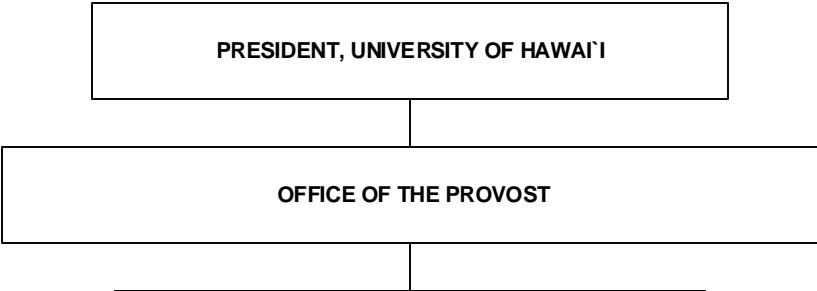 PRESIDENT, UNIVERSITY OF HAWAI`I
OFFICE OF THE PROVOST